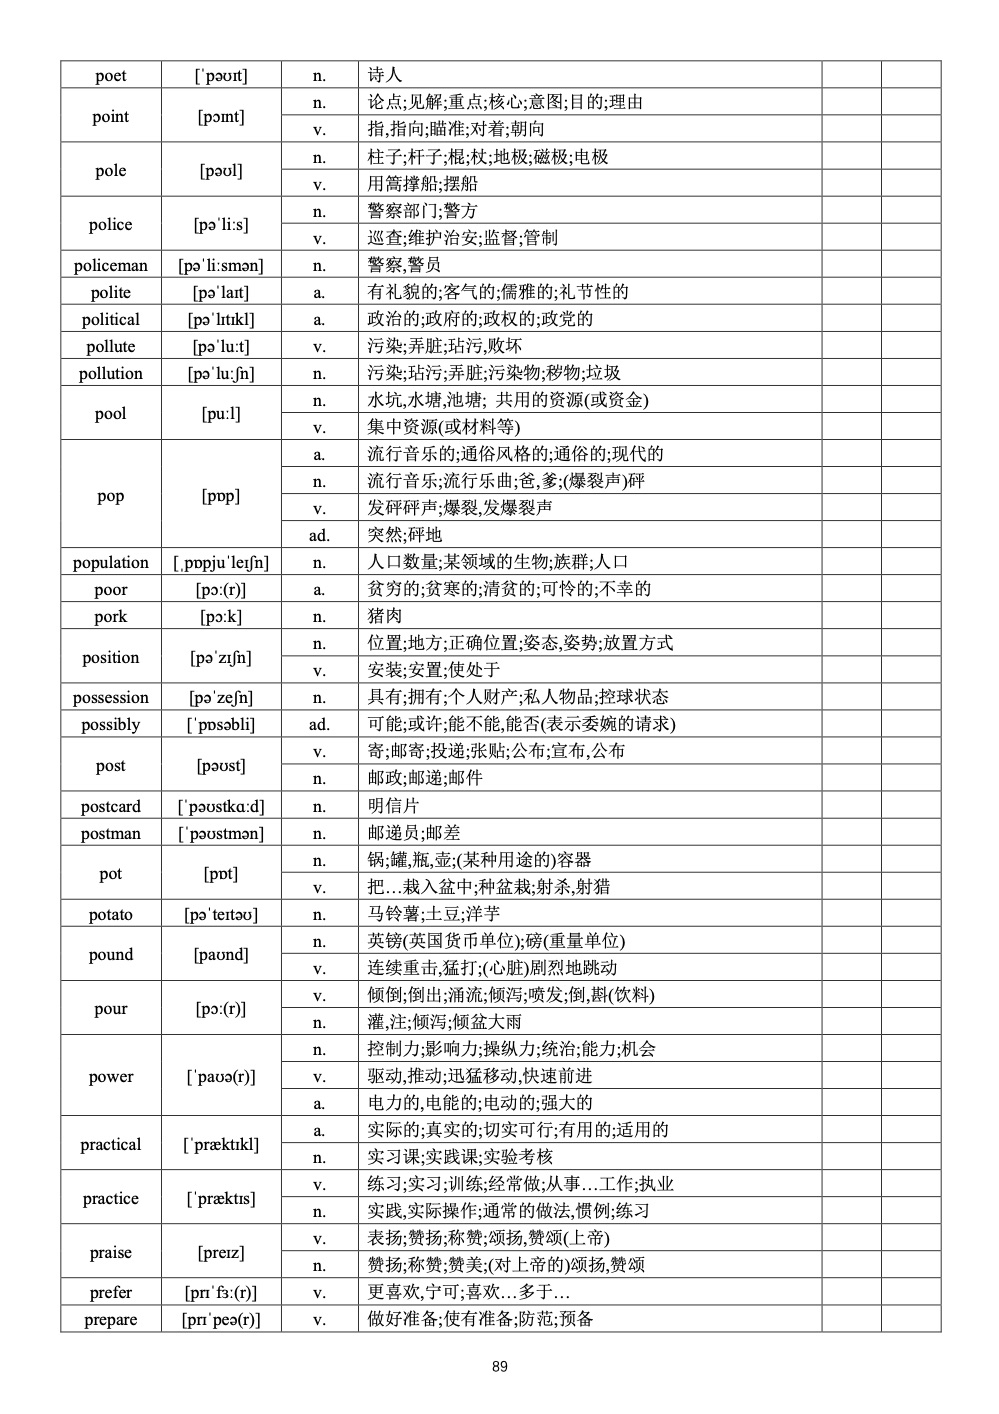 poet [ˈpəʊɪt] n. 诗人
point [pɔɪnt] n. 论点;见解;重点;核心;意图;目的;理由
v. 指,指向;瞄准;对着;朝向
pole [pəʊl] n. 柱子;杆子;棍;杖;地极;磁极;电极
v. 用篙撑船;摆船
police [pəˈliːs] n. 警察部门;警方
v. 巡查;维护治安;监督;管制
policeman [pəˈliːsmən] n. 警察,警员
polite [pəˈlaɪt] a. 有礼貌的;客气的;儒雅的;礼节性的
political [pəˈlɪtɪkl] a. 政治的;政府的;政权的;政党的
pollute [pəˈluːt] v. 污染;弄脏;玷污,败坏
pollution [pəˈluːʃn] n. 污染;玷污;弄脏;污染物;秽物;垃圾
pool [puːl] n. 水坑,水塘,池塘; 共用的资源(或资金)
v. 集中资源(或材料等)
pop [pɒp] a. 流行音乐的;通俗风格的;通俗的;现代的
n. 流行音乐;流行乐曲;爸,爹;(爆裂声)砰
v. 发砰砰声;爆裂,发爆裂声
ad. 突然;砰地
population [ˌpɒpjuˈleɪʃn] n. 人口数量;某领域的生物;族群;人口
poor [pɔː(r)] a. 贫穷的;贫寒的;清贫的;可怜的;不幸的
pork [pɔːk] n. 猪肉
position [pəˈzɪʃn] n. 位置;地方;正确位置;姿态,姿势;放置方式
v. 安装;安置;使处于
possession [pəˈzeʃn] n. 具有;拥有;个人财产;私人物品;控球状态
possibly [ˈpɒsəbli] ad. 可能;或许;能不能,能否(表示委婉的请求)
post [pəʊst] v. 寄;邮寄;投递;张贴;公布;宣布,公布
n. 邮政;邮递;邮件
postcard [ˈpəʊstkɑːd] n. 明信片
postman [ˈpəʊstmən] n. 邮递员;邮差
pot [pɒt] n. 锅;罐,瓶,壶;(某种用途的)容器
v. 把…栽入盆中;种盆栽;射杀,射猎
potato [pəˈteɪtəʊ] n. 马铃薯;土豆;洋芋
pound [paʊnd] n. 英镑(英国货币单位);磅(重量单位)
v. 连续重击,猛打;(心脏)剧烈地跳动
pour [pɔː(r)] v. 倾倒;倒出;涌流;倾泻;喷发;倒,斟(饮料)
n. 灌,注;倾泻;倾盆大雨
power [ˈpaʊə(r)] n. 控制力;影响力;操纵力;统治;能力;机会
v. 驱动,推动;迅猛移动,快速前进
a. 电力的,电能的;电动的;强大的
practical [ˈpræktɪkl] a. 实际的;真实的;切实可行;有用的;适用的
n. 实习课;实践课;实验考核
practice [ˈpræktɪs] v. 练习;实习;训练;经常做;从事…工作;执业
n. 实践,实际操作;通常的做法,惯例;练习
praise [preɪz] v. 表扬;赞扬;称赞;颂扬,赞颂(上帝)
n. 赞扬;称赞;赞美;(对上帝的)颂扬,赞颂
prefer [prɪˈfɜː(r)] v. 更喜欢,宁可;喜欢…多于…
prepare [prɪˈpeə(r)] v. 做好准备;使有准备;防范;预备
89